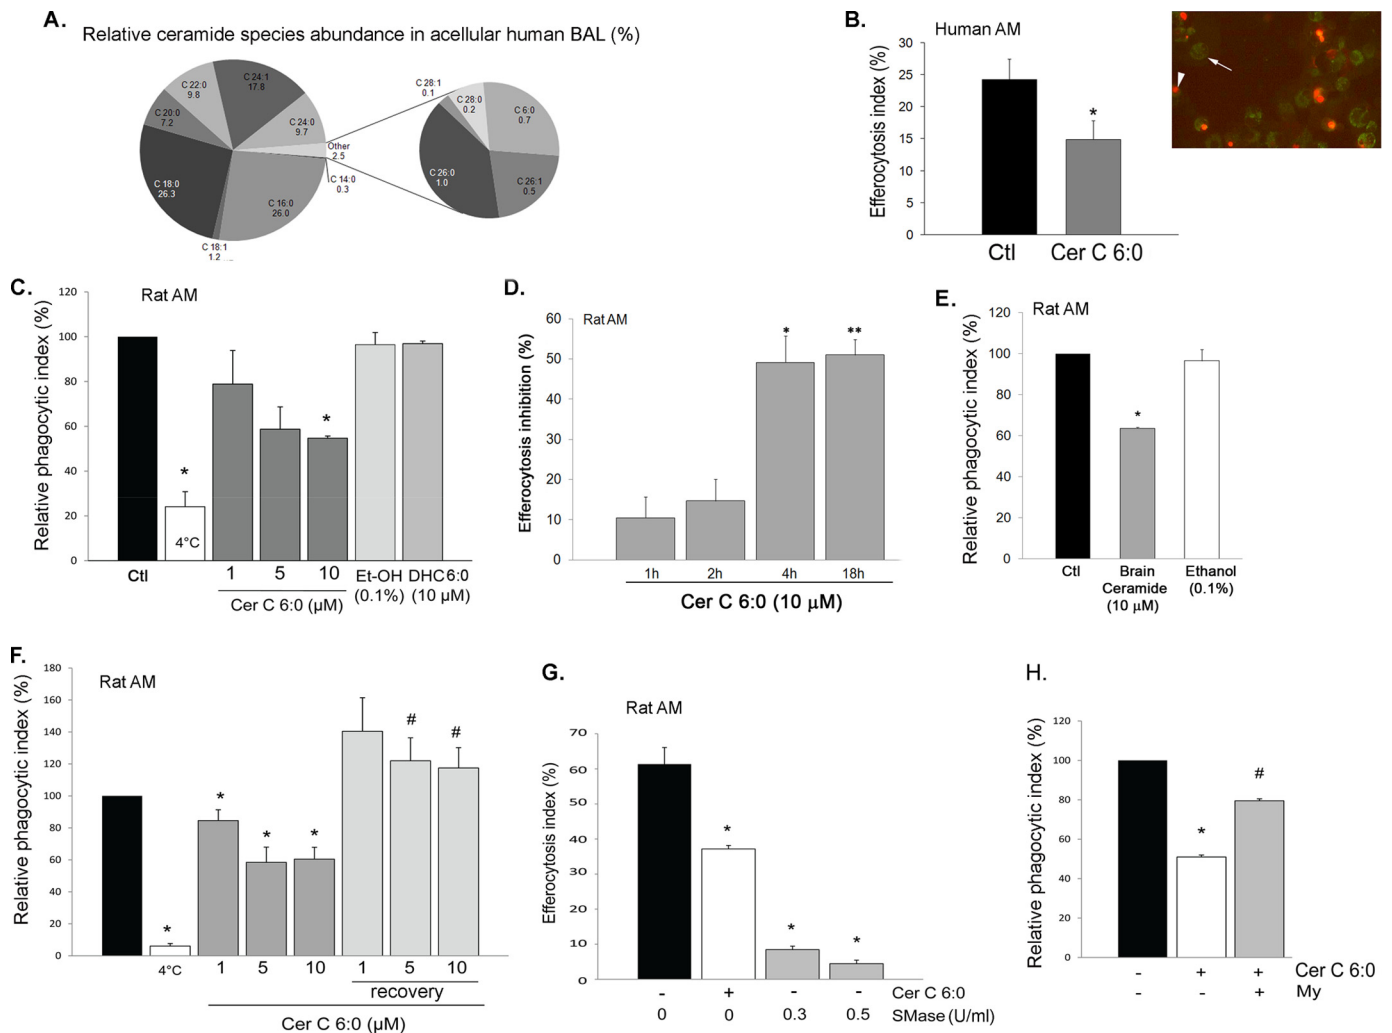 A.
Relative ceramide species abundance in acellular human BAL (%)
C 24:1
17.8
C 22:0
9.8
C 20:0
7.2
C 24:0
9.7
Other
2.5
C 14:0
0.3
C 18:0
26.3
C 16:0
26.0
C 18:1
1.2
C 28:1
0.1
C 28:0
0.2
C 6:0
0.7
C 26:0
1.0
C 26:1
0.5
B.
Human AM
Efferocytosis index (%)
30
25
20
15
10
5
0
*
Ctl Cer C 6:0
C.
Rat AM
Relative phagocytic index (%)
120
100
80
60
40
20
0
*
*
4°C
Ctl
1 5 10
Et-OH DHC6:0
(0.1%) (10 µM)
Cer C 6:0 (µM)
D.
Rat AM
Efferocytosis inhibition (%)
60
50
40
30
20
10
0
* **
1h 2h 4h 18h
Cer C 6:0 (10 µM)
E.
Rat AM
Relative phagocytic index (%)
120
100
80
60
40
20
0
*
Ctl Brain Ethanol
Ceramide (0.1%)
(10 µM)
F.
Rat AM
Relative phagocytic index (%)
180
160
140
120
100
80
60
40
20
0
# #
* * *
*
4°C 1 5 10 1 5 10
recovery
Cer C 6:0 (µM)
G.
Rat AM
Efferocytosis index (%)
70
60
50
40
30
20
10
0
*
* *
- + - - Cer C 6:0
0 0 0.3 0.5 SMase (U/ml)
H.
Relative phagocytic index (%)
120
100
80
60
40
20
0
#
*
- + + Cer C 6:0
- - + My